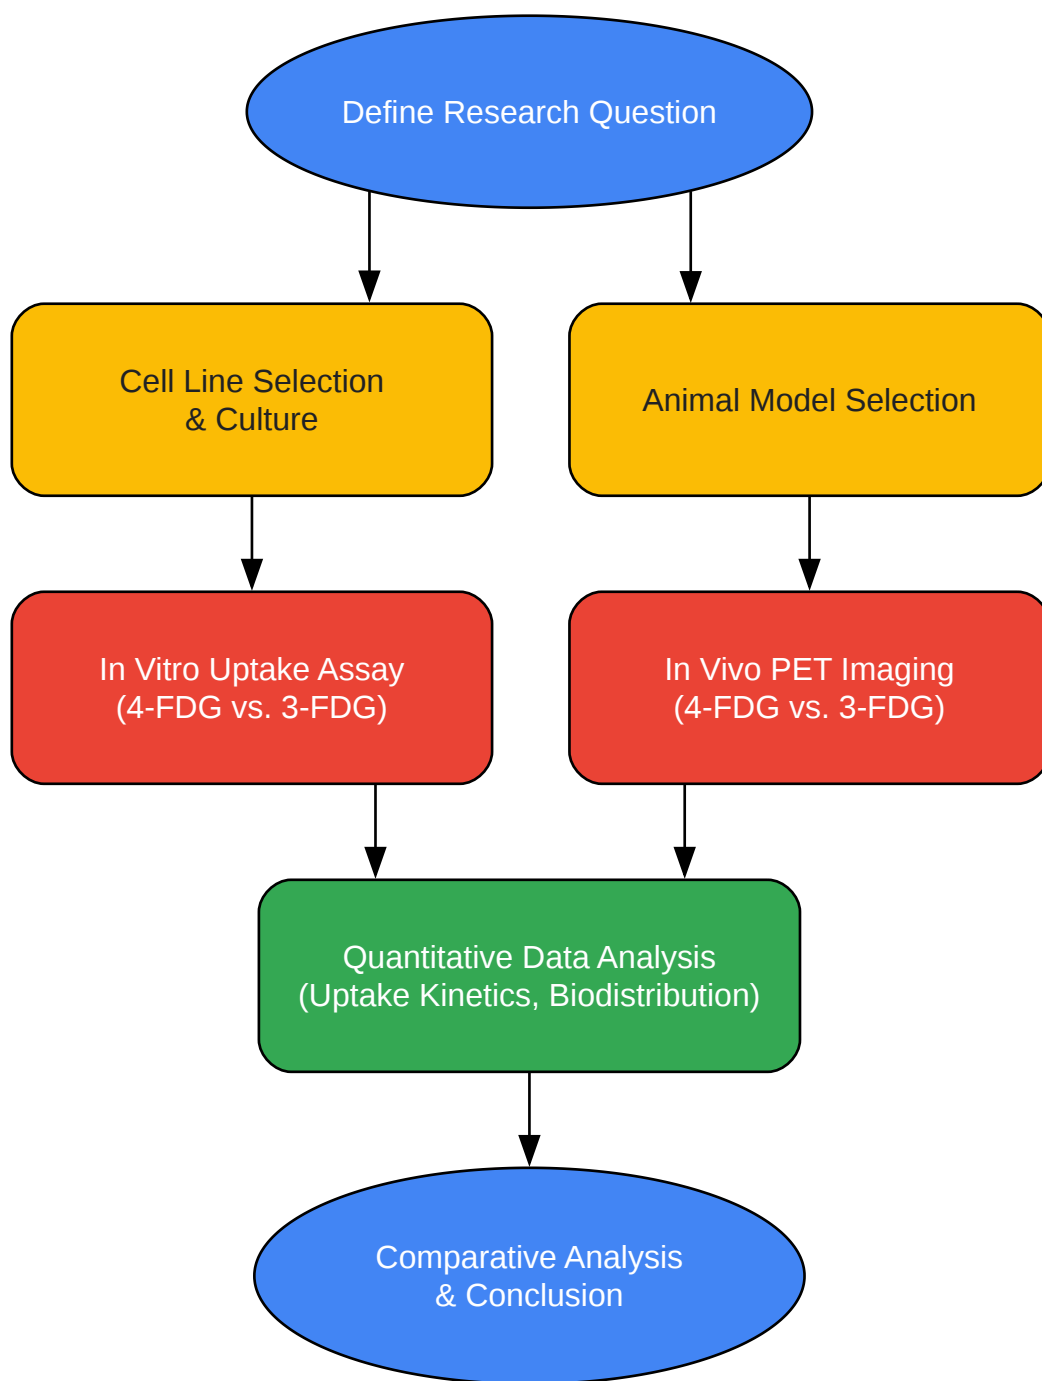 Define Research Question
Cell Line Selection
& Culture
Animal Model Selection
In Vitro Uptake Assay
(4-FDG vs. 3-FDG)
In Vivo PET Imaging
(4-FDG vs. 3-FDG)
Quantitative Data Analysis
(Uptake Kinetics, Biodistribution)
Comparative Analysis
& Conclusion